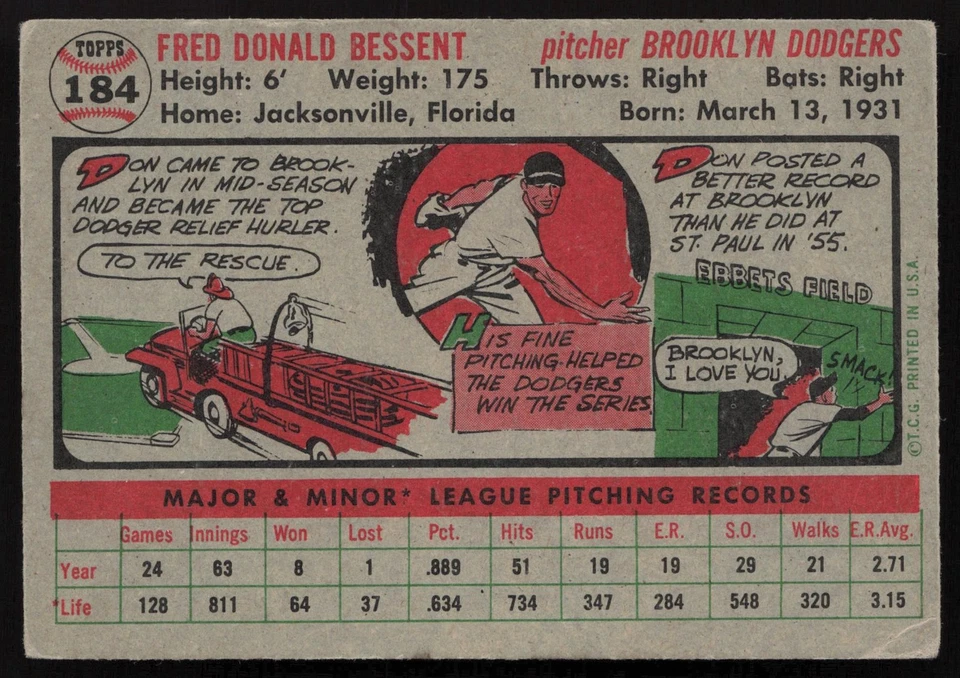 TOPPS
184
FRED DONALD BESSENT pitcher BROOKLYN DODGERS
Height: 6' Weight: 175 Throws: Right Bats: Right
Home: Jacksonville, Florida Born: March 13, 1931
DON CAME TO BROOK-
LYN IN MID-SEASON
AND BECAME THE TOP
DODGER RELIEF HURLER.
TO THE RESCUE.
HIS FINE
PITCHING HELPED
THE DODGERS
WIN THE SERIES
DON POSTED A
BETTER RECORD
AT BROOKLYN
THAN HE DID AT
ST. PAUL IN '55.
EBBETS FIELD
BROOKLYN,
I LOVE YOU.
SMACK!
©T.C.G. PRINTED IN U.S.A.
MAJOR & MINOR* LEAGUE PITCHING RECORDS
Games Innings Won Lost Pct. Hits Runs E.R. S.O. Walks E.R.Avg.
Year 24 63 8 1 .889 51 19 19 29 21 2.71
*Life 128 811 64 37 .634 734 347 284 548 320 3.15